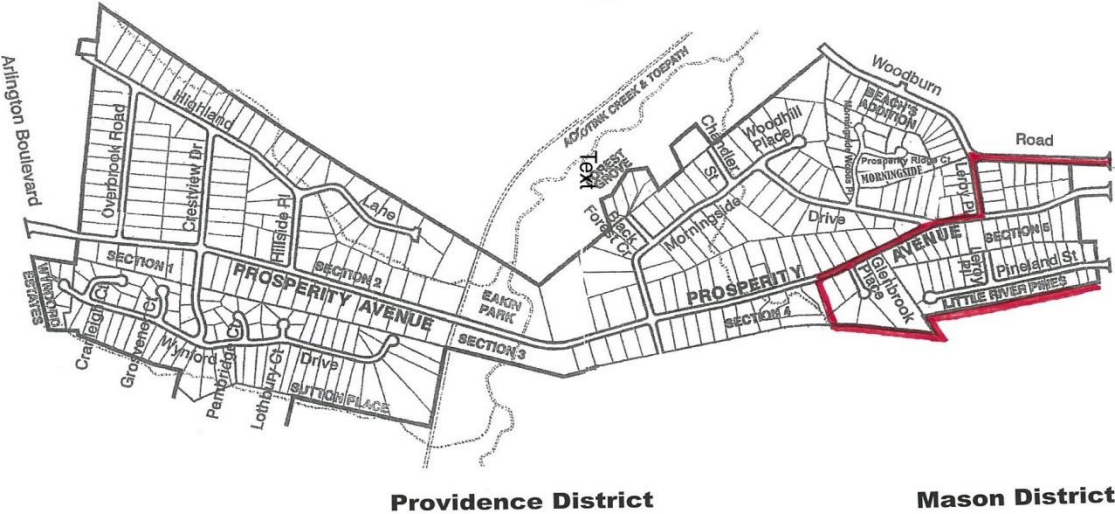 Arlington Boulevard
Overbrook Road
Crestview Dr
Highland
Lane
Hillside Pl
SECTION 1
SECTION 2
PROSPERITY AVENUE
WYNFORD
ESTATES
Cranleigh Ct
Grosvenor Ct
Wynford
Pembridge Ct
Lothbury Ct
Drive
SUTTON PLACE
EAKIN
PARK
SECTION 3
ACCOTINK CREEK & TOEPATH
Text
FOREST
GROVE
Black
Forest Ct
Chandler
St
Woodhill
Place
Morningside
Drive
Woodburn
Road
BEACH'S
ADDITION
Morningside Woods Pl
Prosperity Ridge Ct
MORNINGSIDE
Leroy Pl
PROSPERITY
AVENUE
SECTION 4
SECTION 5
Glenbrook
Place
Leroy
Pl
Pineland St
LITTLE RIVER PINES
Providence District
Mason District